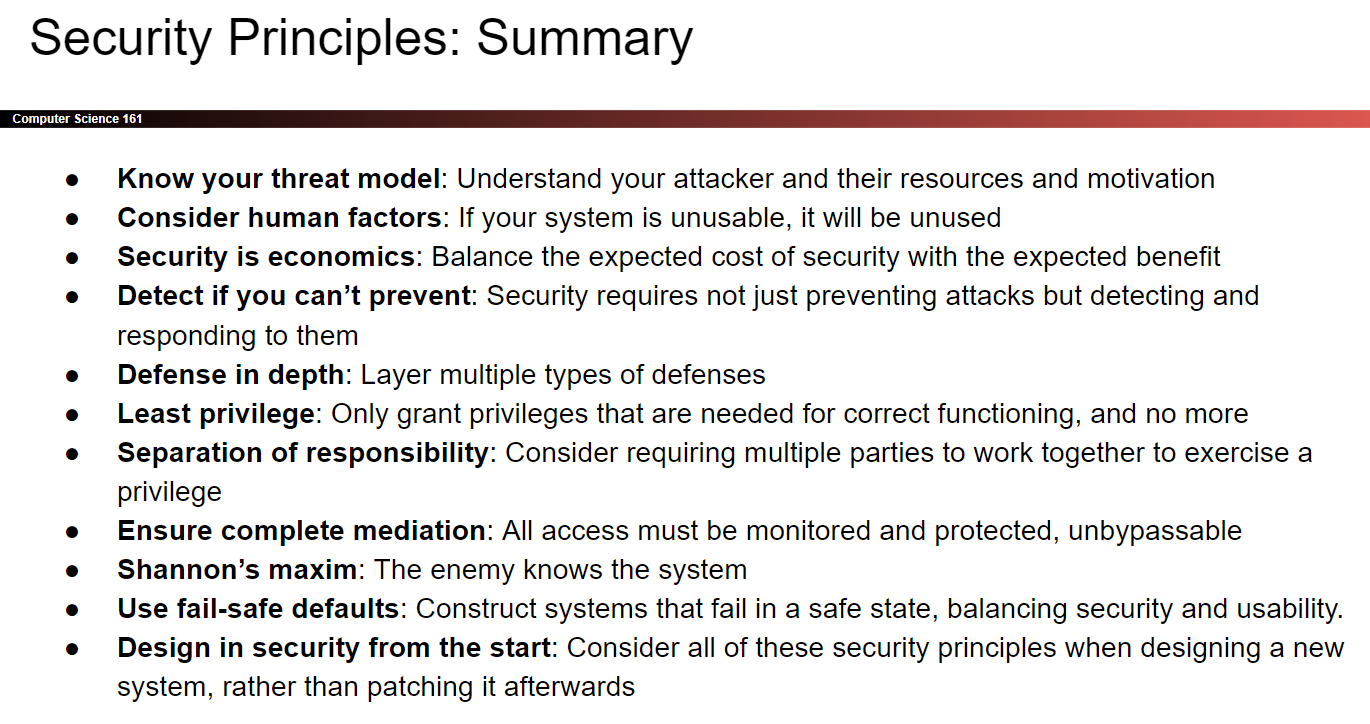 Security Principles: Summary
Computer Science 161
● Know your threat model: Understand your attacker and their resources and motivation
● Consider human factors: If your system is unusable, it will be unused
● Security is economics: Balance the expected cost of security with the expected benefit
● Detect if you can’t prevent: Security requires not just preventing attacks but detecting and
responding to them
● Defense in depth: Layer multiple types of defenses
● Least privilege: Only grant privileges that are needed for correct functioning, and no more
● Separation of responsibility: Consider requiring multiple parties to work together to exercise a
privilege
● Ensure complete mediation: All access must be monitored and protected, unbypassable
● Shannon’s maxim: The enemy knows the system
● Use fail-safe defaults: Construct systems that fail in a safe state, balancing security and usability.
● Design in security from the start: Consider all of these security principles when designing a new
system, rather than patching it afterwards